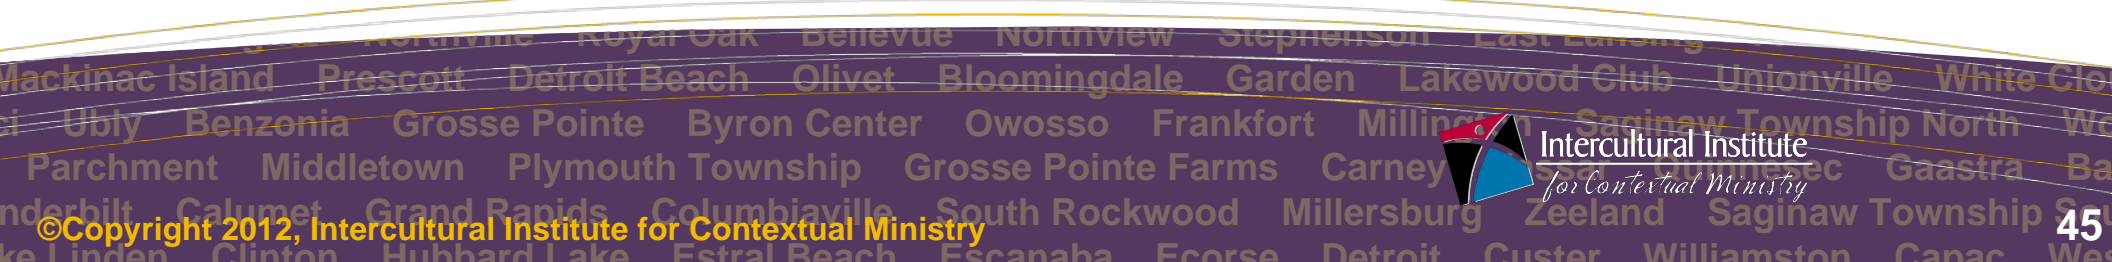 Northville Royal Oak Bellevue Northview Stephenson East Lansing
Mackinac Island Prescott Detroit Beach Olivet Bloomingdale Garden Lakewood Club Unionville White
Ubly Benzonia Grosse Pointe Byron Center Owosso Frankfort Saginaw Township North
Parchment Middletown Plymouth Township Grosse Pointe Farms Carney Gaastra
Intercultural Institute
for Contextual Ministry
Calumet Grand Rapids Columbiaville South Rockwood Millersburg Zeeland Saginaw Township
©Copyright 2012, Intercultural Institute for Contextual Ministry
45
Linden Clinton Hubbard Lake Estral Beach Escanaba Ecorse Detroit Custer Williamston Capac